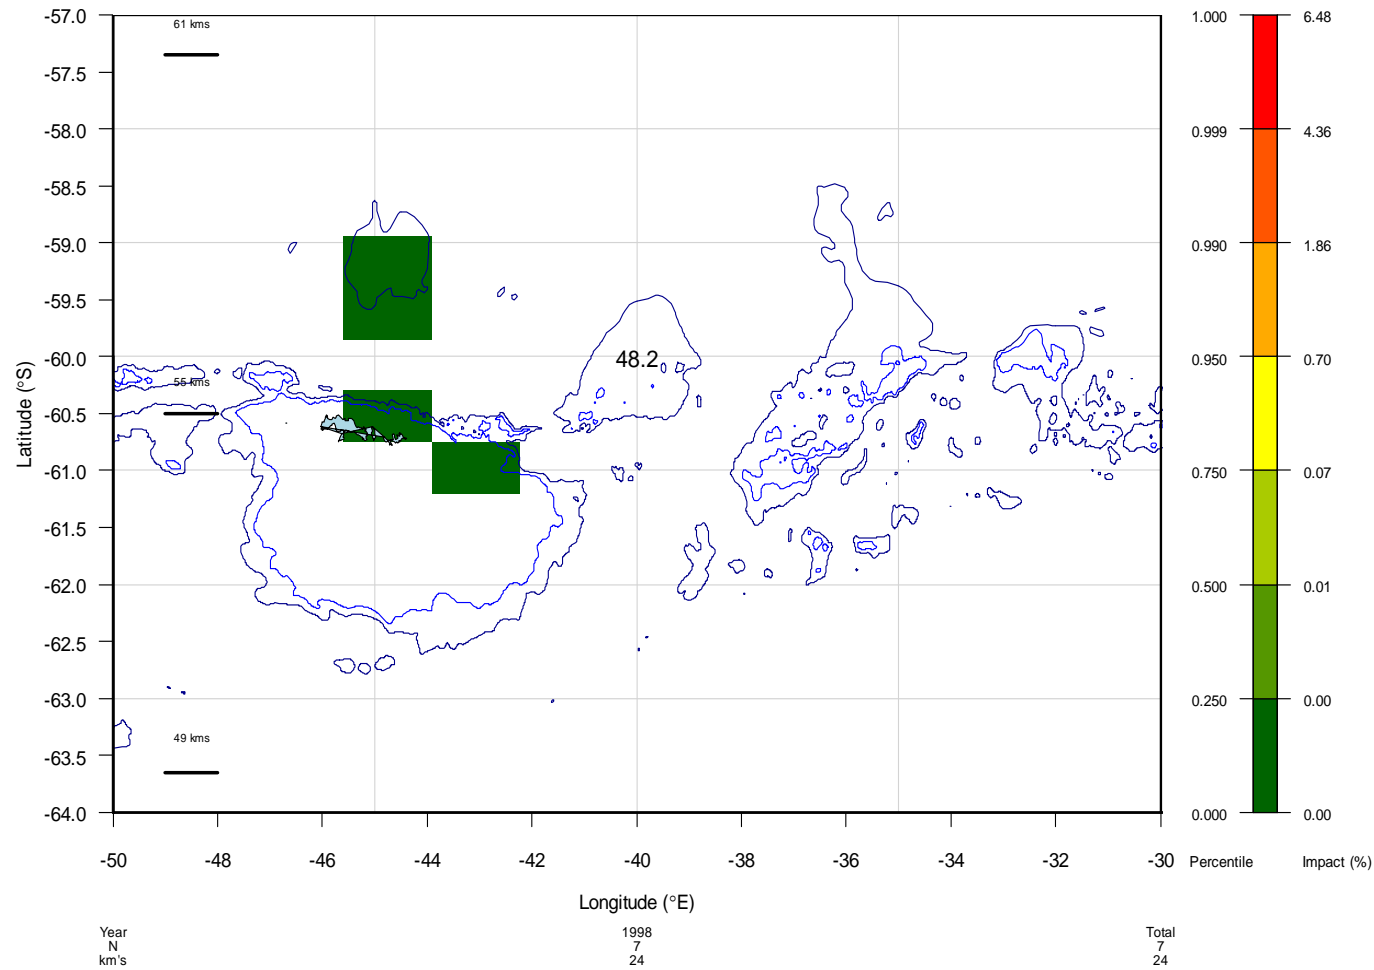 -57.0
-57.5
-58.0
-58.5
-59.0
-59.5
-60.0
-60.5
-61.0
-61.5
-62.0
-62.5
-63.0
-63.5
-64.0
Latitude (°S)
61 kms
55 kms
49 kms
48.2
-50 -48 -46 -44 -42 -40 -38 -36 -34 -32 -30
Longitude (°E)
1.000 6.48
0.999 4.36
0.990 1.86
0.950 0.70
0.750 0.07
0.500 0.01
0.250 0.00
0.000 0.00
Percentile Impact (%)
Year 1998 Total
N 7 7
km's 24 24